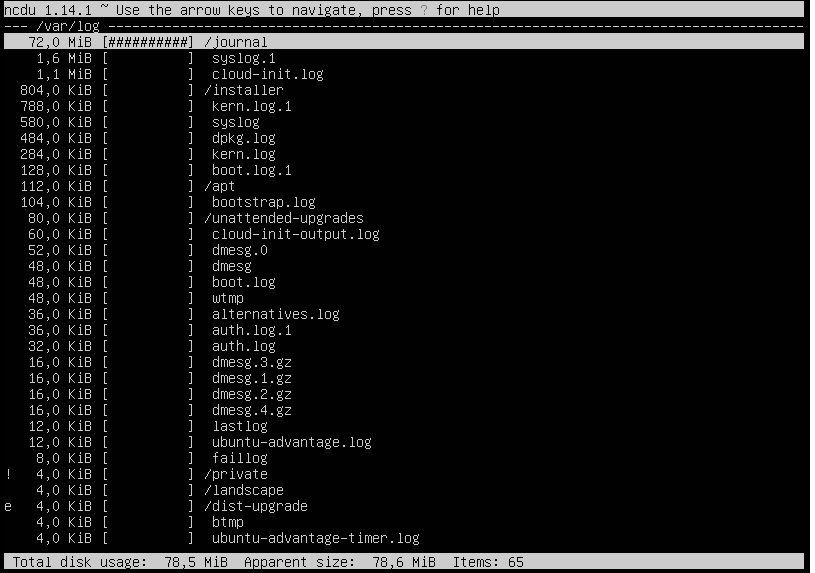 ncdu 1.14.1 ~ Use the arrow keys to navigate, press ? for help
--- /var/log ---------------------------------------------------------------------------------------
72,0 MiB [##########] /journal
1,6 MiB [          ]  syslog.1
1,1 MiB [          ]  cloud-init.log
804,0 KiB [          ] /installer
788,0 KiB [          ]  kern.log.1
580,0 KiB [          ]  syslog
484,0 KiB [          ]  dpkg.log
284,0 KiB [          ]  kern.log
128,0 KiB [          ]  boot.log.1
112,0 KiB [          ] /apt
104,0 KiB [          ]  bootstrap.log
80,0 KiB [          ] /unattended-upgrades
60,0 KiB [          ]  cloud-init-output.log
52,0 KiB [          ]  dmesg.0
48,0 KiB [          ]  dmesg
48,0 KiB [          ]  boot.log
48,0 KiB [          ]  wtmp
36,0 KiB [          ]  alternatives.log
36,0 KiB [          ]  auth.log.1
32,0 KiB [          ]  auth.log
16,0 KiB [          ]  dmesg.3.gz
16,0 KiB [          ]  dmesg.1.gz
16,0 KiB [          ]  dmesg.2.gz
16,0 KiB [          ]  dmesg.4.gz
12,0 KiB [          ]  lastlog
12,0 KiB [          ]  ubuntu-advantage.log
8,0 KiB [          ]  faillog
! 4,0 KiB [          ] /private
4,0 KiB [          ] /landscape
e 4,0 KiB [          ] /dist-upgrade
4,0 KiB [          ]  btmp
4,0 KiB [          ]  ubuntu-advantage-timer.log
Total disk usage:  78,5 MiB  Apparent size:  78,6 MiB  Items: 65